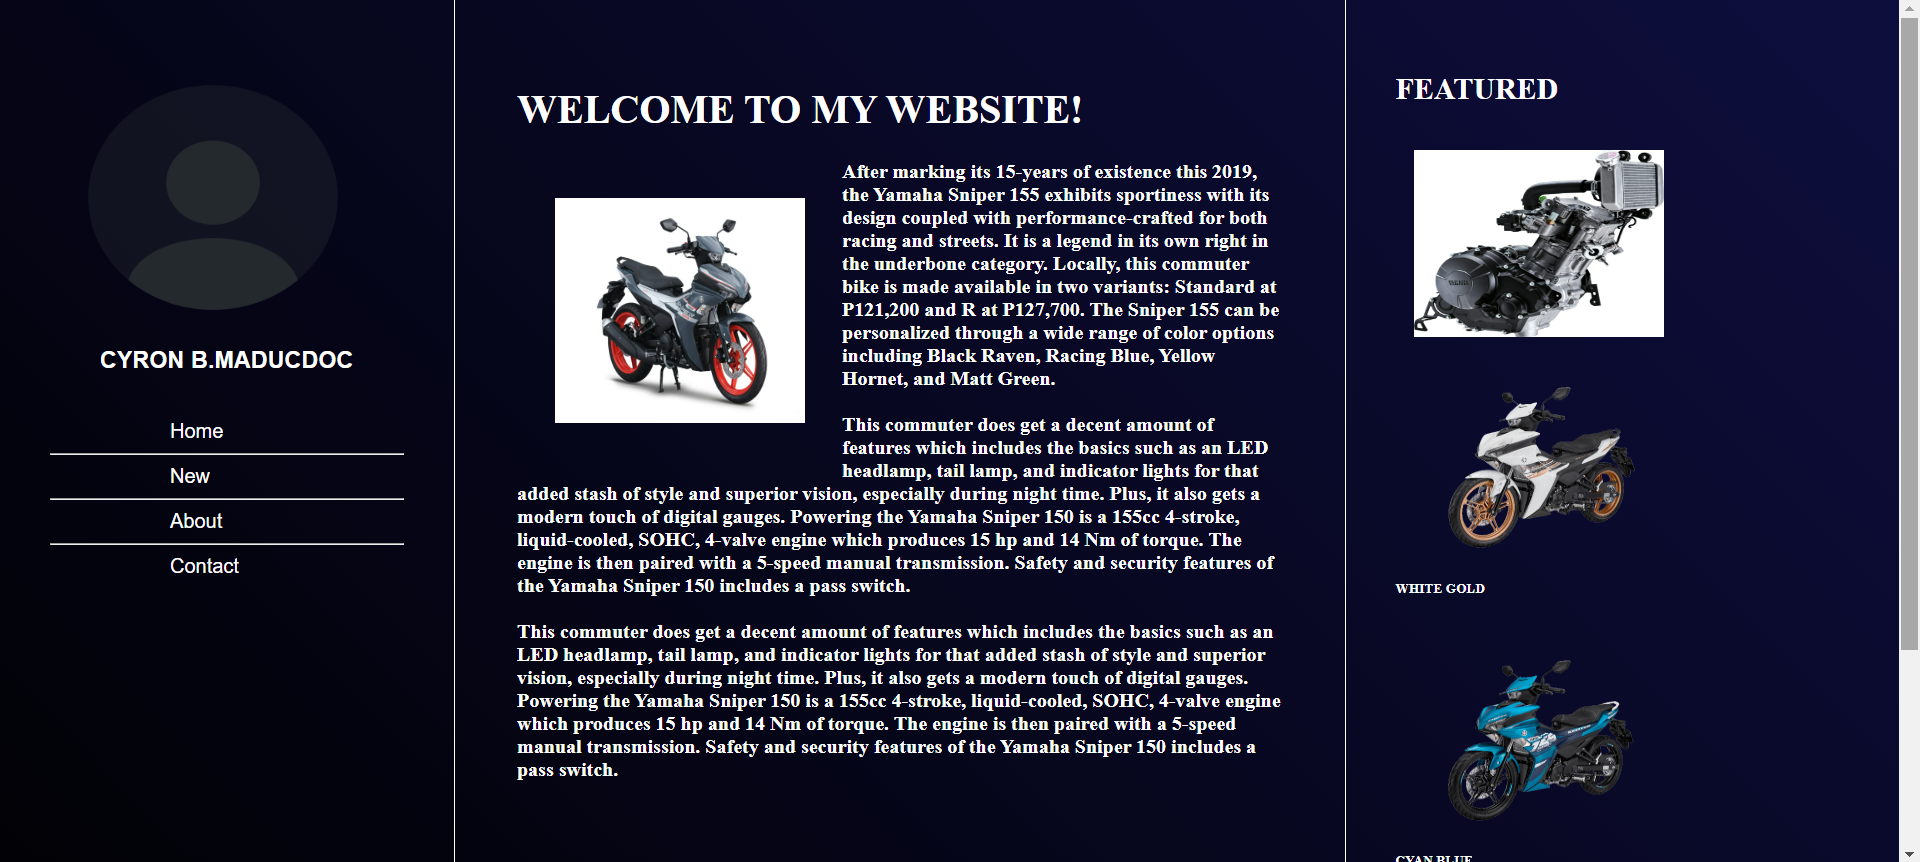 CYRON B.MADUCDOC
Home
New
About
Contact
WELCOME TO MY WEBSITE!
After marking its 15-years of existence this 2019,
the Yamaha Sniper 155 exhibits sportiness with its
design coupled with performance-crafted for both
racing and streets. It is a legend in its own right in
the underbone category. Locally, this commuter
bike is made available in two variants: Standard at
P121,200 and R at P127,700. The Sniper 155 can be
personalized through a wide range of color options
including Black Raven, Racing Blue, Yellow
Hornet, and Matt Green.
This commuter does get a decent amount of
features which includes the basics such as an LED
headlamp, tail lamp, and indicator lights for that
added stash of style and superior vision, especially during night time. Plus, it also gets a
modern touch of digital gauges. Powering the Yamaha Sniper 150 is a 155cc 4-stroke,
liquid-cooled, SOHC, 4-valve engine which produces 15 hp and 14 Nm of torque. The
engine is then paired with a 5-speed manual transmission. Safety and security features of
the Yamaha Sniper 150 includes a pass switch.
This commuter does get a decent amount of features which includes the basics such as an
LED headlamp, tail lamp, and indicator lights for that added stash of style and superior
vision, especially during night time. Plus, it also gets a modern touch of digital gauges.
Powering the Yamaha Sniper 150 is a 155cc 4-stroke, liquid-cooled, SOHC, 4-valve engine
which produces 15 hp and 14 Nm of torque. The engine is then paired with a 5-speed
manual transmission. Safety and security features of the Yamaha Sniper 150 includes a
pass switch.
FEATURED
WHITE GOLD
CYAN BLUE